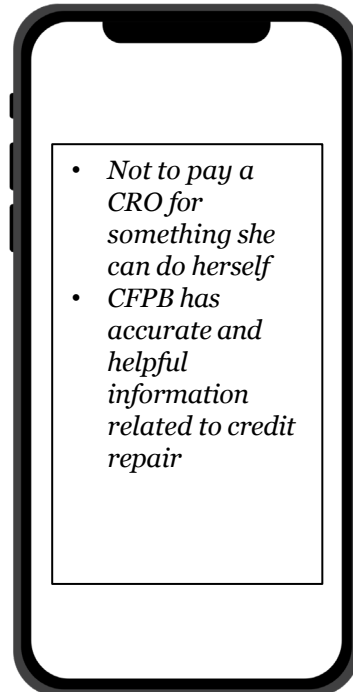 • Not to pay a
CRO for
something she
can do herself
• CFPB has
accurate and
helpful
information
related to credit
repair